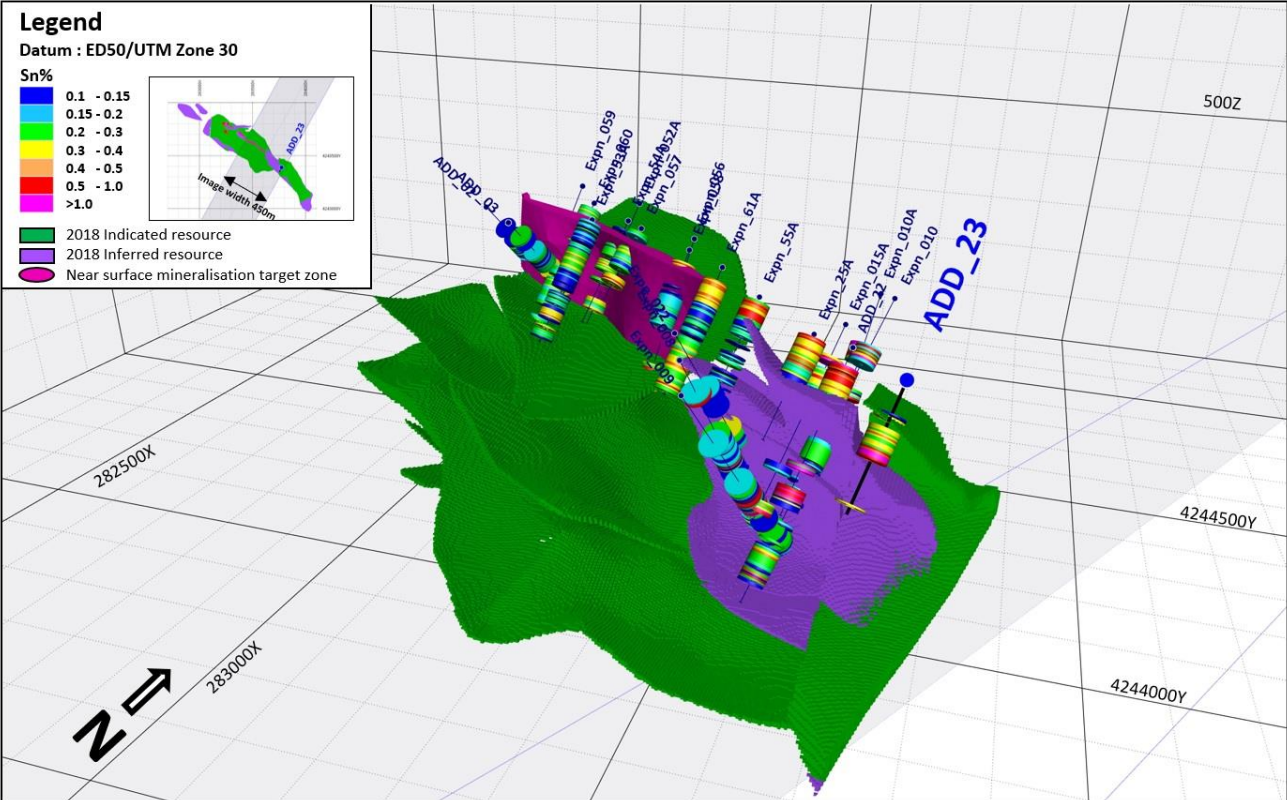 Legend
Datum : ED50/UTM Zone 30
Sn%
0.1 - 0.15
0.15 - 0.2
0.2 - 0.3
0.3 - 0.4
0.4 - 0.5
0.5 - 1.0
>1.0
2018 Indicated resource
2018 Inferred resource
Near surface mineralisation target zone
ADD_23
Image width 450m
500Z
ADD_03
Expn_059
Expn_057
Expn_61A
Expn_55A
Expn_25A
Expn_015A
ADD_22
Expn_010A
Expn_010
ADD_23
Expn_009
282500X
283000X
4244500Y
4244000Y
N